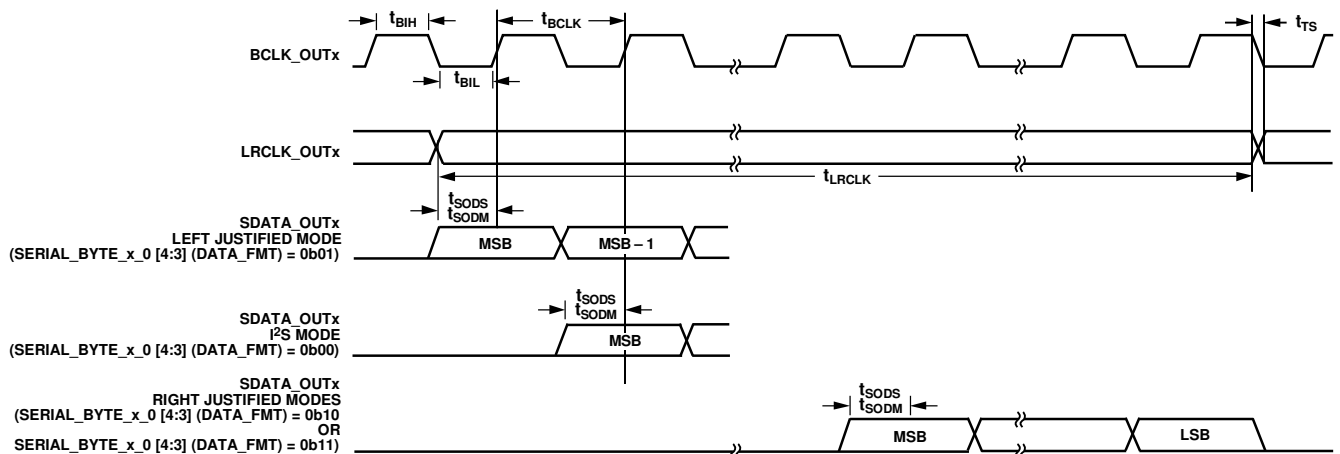 tBIH
tBCLK
tTS
BCLK_OUTx
tBIL
LRCLK_OUTx
tLRCLK
tSODS
tSODM
SDATA_OUTx
LEFT JUSTIFIED MODE
(SERIAL_BYTE_x_0 [4:3] (DATA_FMT) = 0b01)
MSB
MSB – 1
tSODS
tSODM
SDATA_OUTx
I2S MODE
(SERIAL_BYTE_x_0 [4:3] (DATA_FMT) = 0b00)
MSB
SDATA_OUTx
RIGHT JUSTIFIED MODES
(SERIAL_BYTE_x_0 [4:3] (DATA_FMT) = 0b10
OR
SERIAL_BYTE_x_0 [4:3] (DATA_FMT) = 0b11)
tSODS
tSODM
MSB
LSB